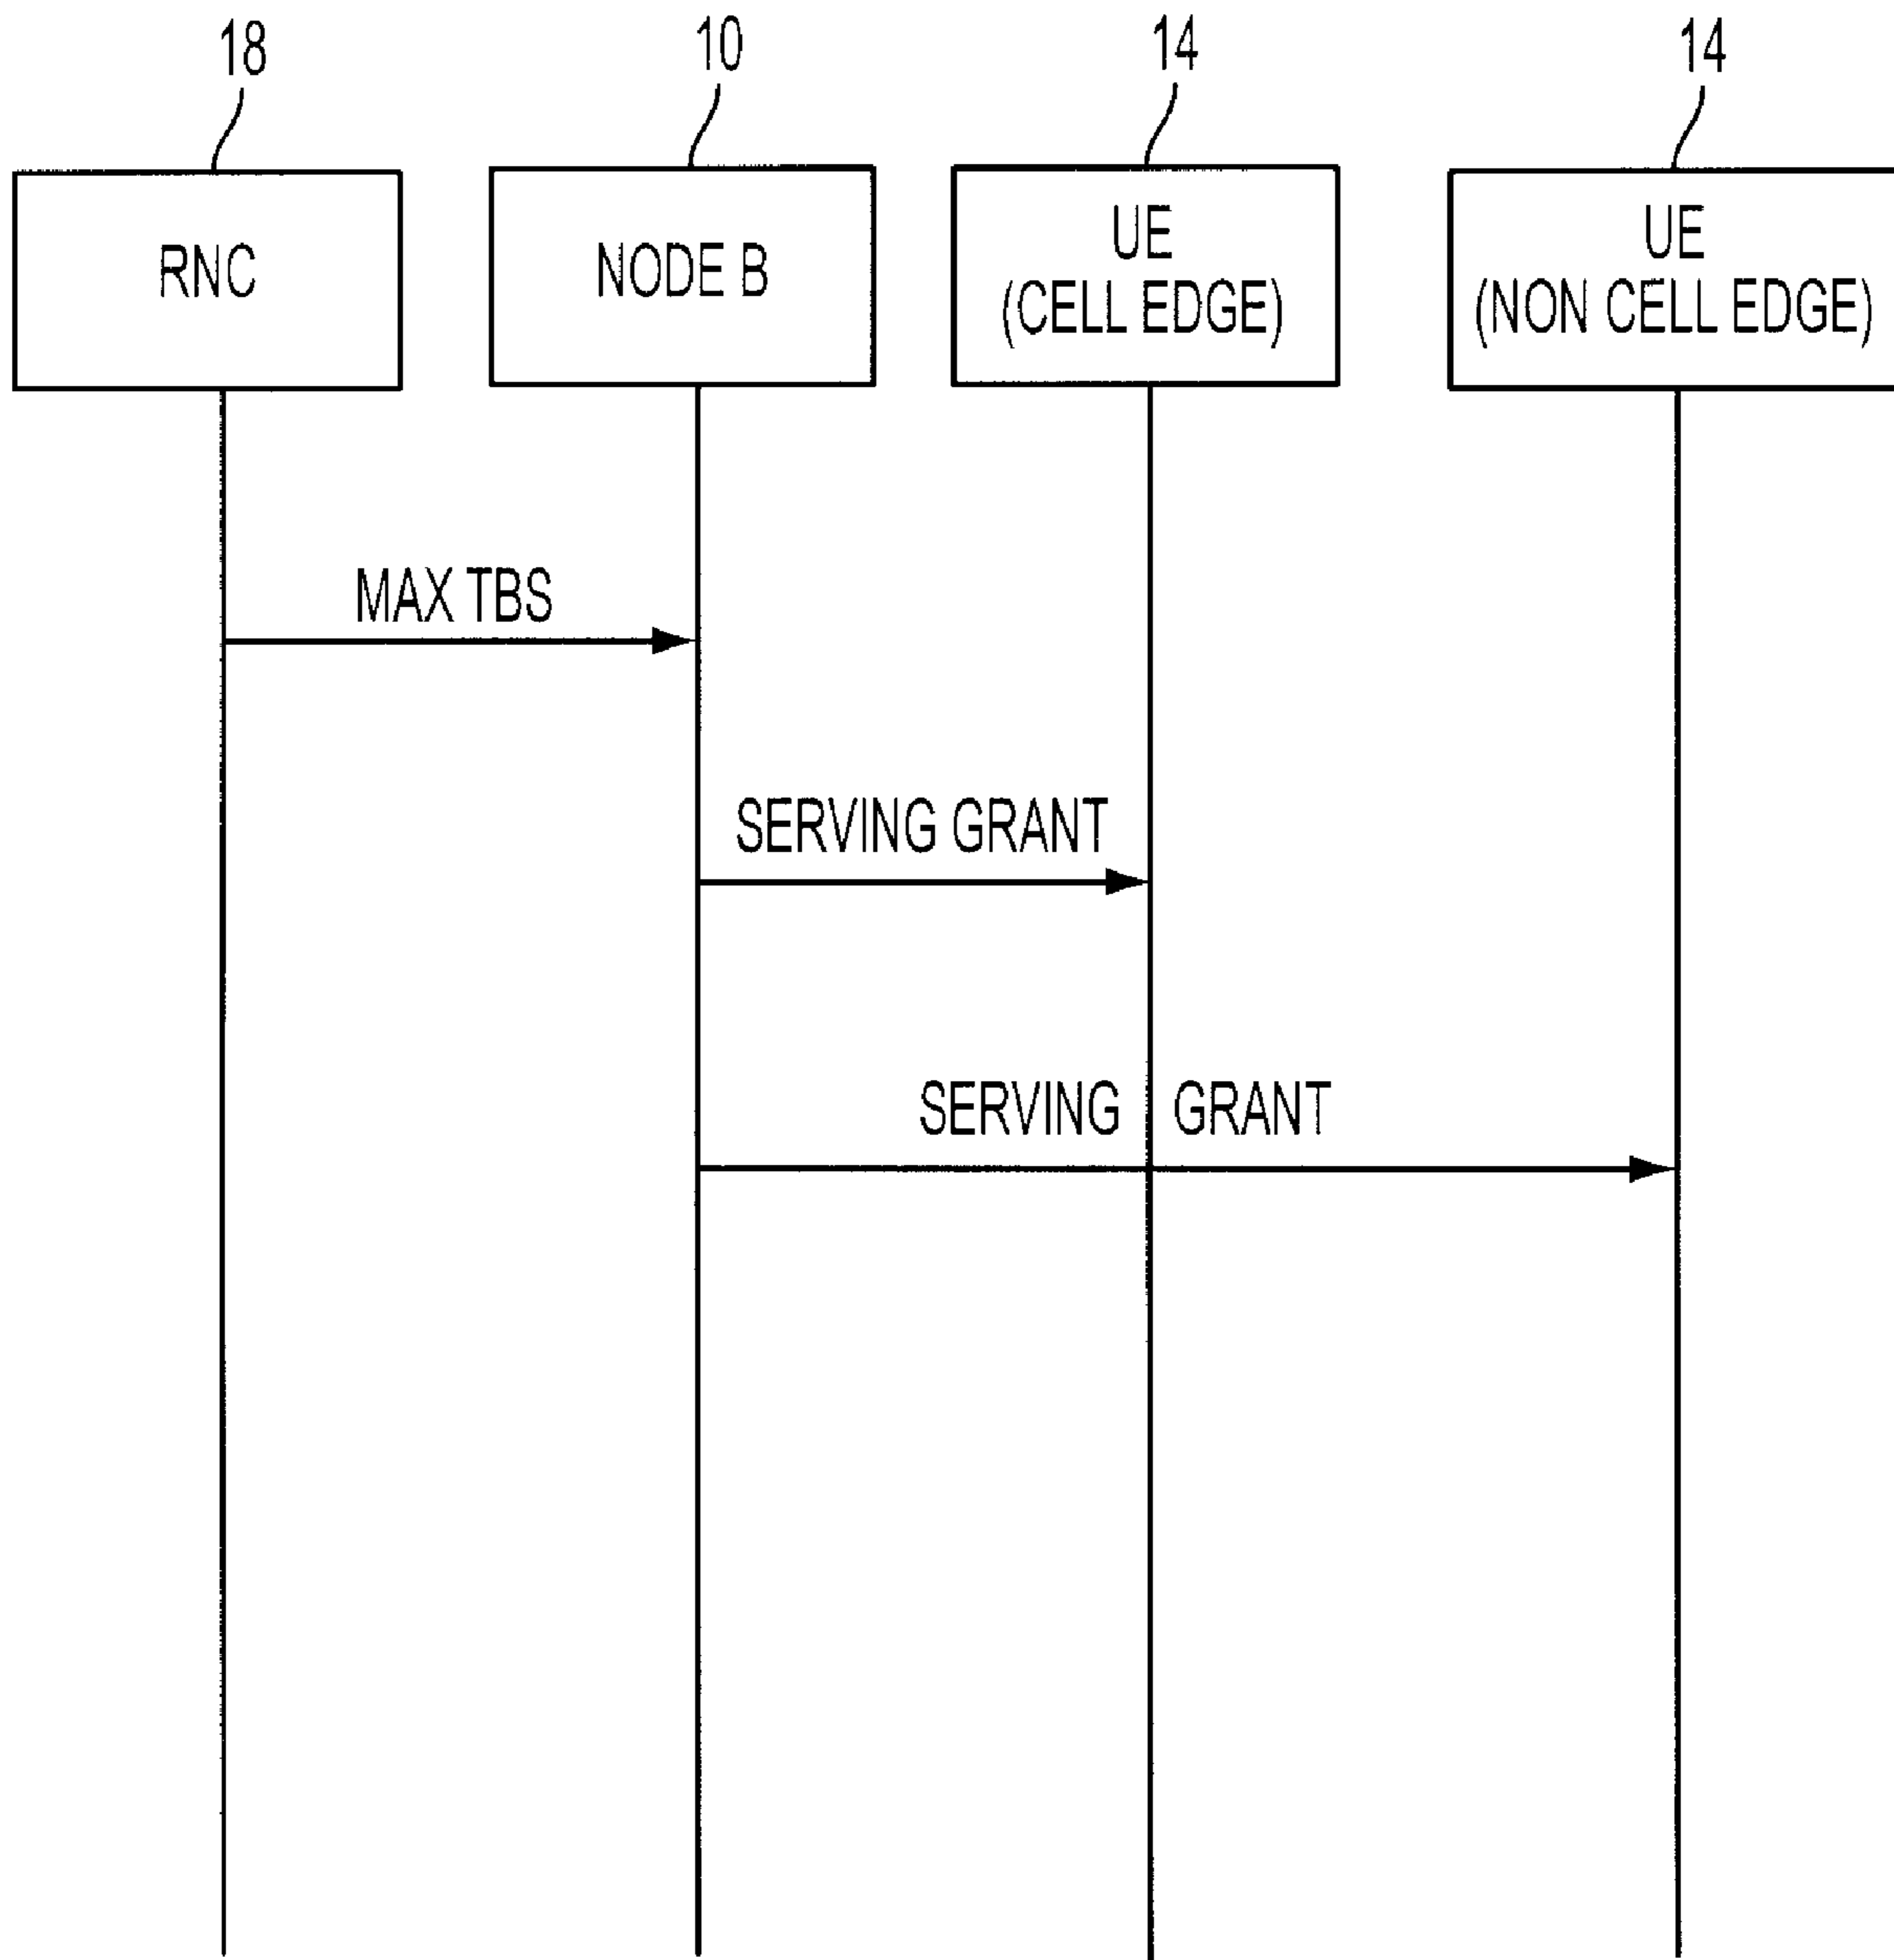 18
10
14
14
RNC
NODE B
UE
(CELL EDGE)
UE
(NON CELL EDGE)
MAX TBS
SERVING GRANT
SERVING GRANT